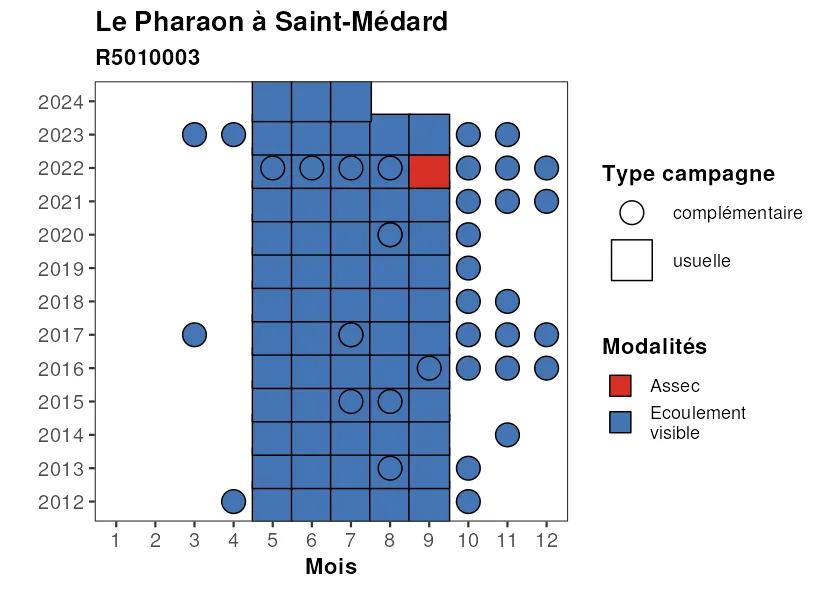 Le Pharaon à Saint-Médard
R5010003
2024
2023
2022
2021
2020
2019
2018
2017
2016
2015
2014
2013
2012
1 2 3 4 5 6 7 8 9 10 11 12
Mois
Type campagne
complémentaire
usuelle
Modalités
Assec
Ecoulement
visible